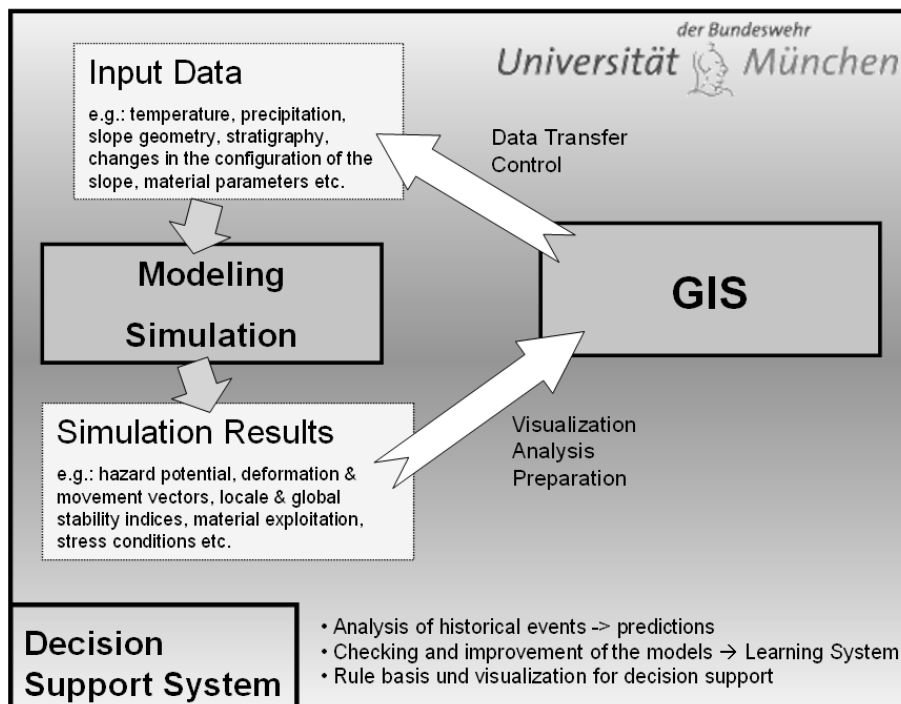 der Bundeswehr
Universität München
Input Data
e.g.: temperature, precipitation,
slope geometry, stratigraphy,
changes in the configuration of the
slope, material parameters etc.
Data Transfer
Control
Modeling
Simulation
GIS
Simulation Results
e.g.: hazard potential, deformation &
movement vectors, locale & global
stability indices, material exploitation,
stress conditions etc.
Visualization
Analysis
Preparation
Decision
Support System
• Analysis of historical events -> predictions
• Checking and improvement of the models → Learning System
• Rule basis und visualization for decision support